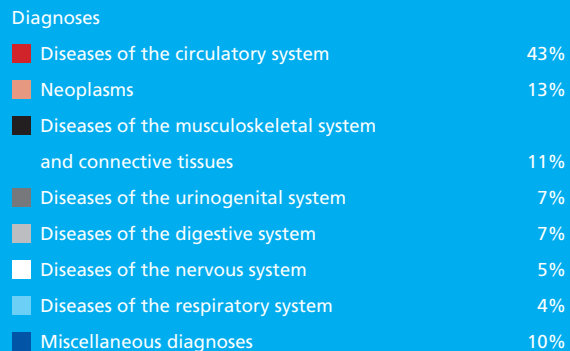 Diagnoses
Diseases of the circulatory system 43%
Neoplasms 13%
Diseases of the musculoskeletal system
and connective tissues 11%
Diseases of the urinogenital system 7%
Diseases of the digestive system 7%
Diseases of the nervous system 5%
Diseases of the respiratory system 4%
Miscellaneous diagnoses 10%